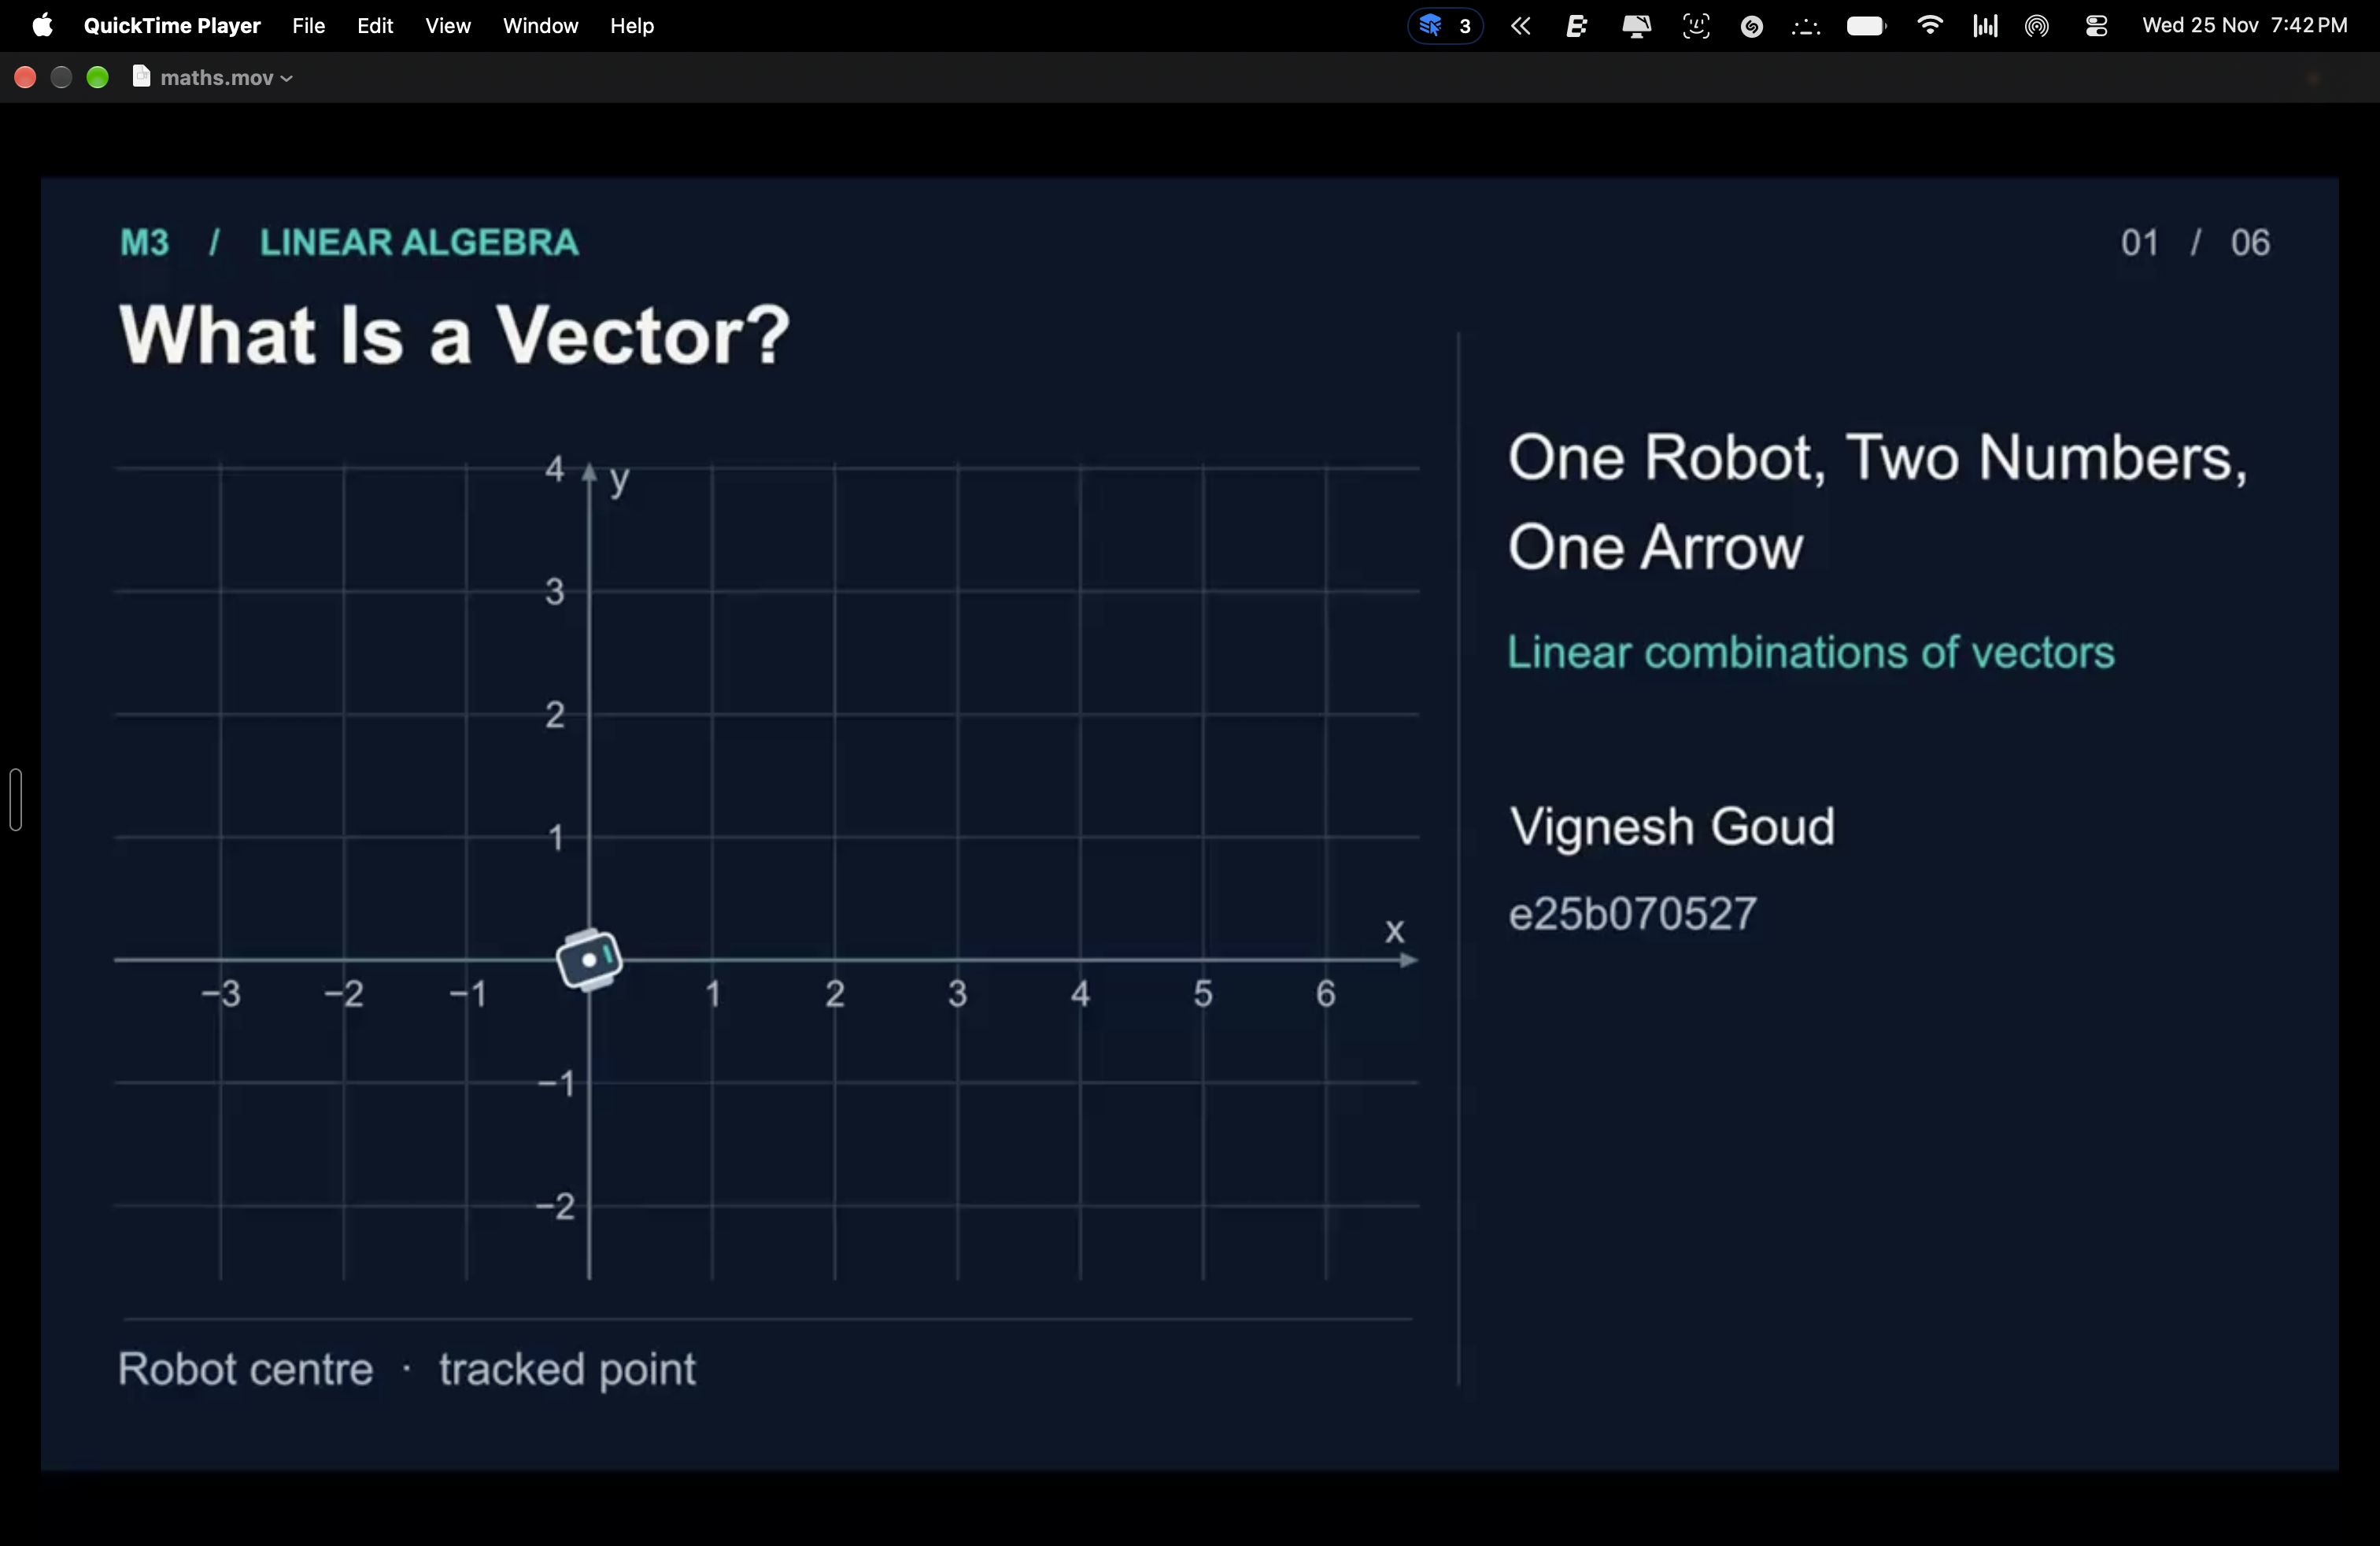 QuickTime Player File Edit View Window Help 3 Wed 25 Nov 7:42 PM
maths.mov
M3 / LINEAR ALGEBRA
01 / 06
What Is a Vector?
One Robot, Two Numbers,
One Arrow
Linear combinations of vectors
Vignesh Goud
e25b070527
4 y
3
2
1
x
−3 −2 −1 1 2 3 4 5 6
−1
−2
Robot centre · tracked point